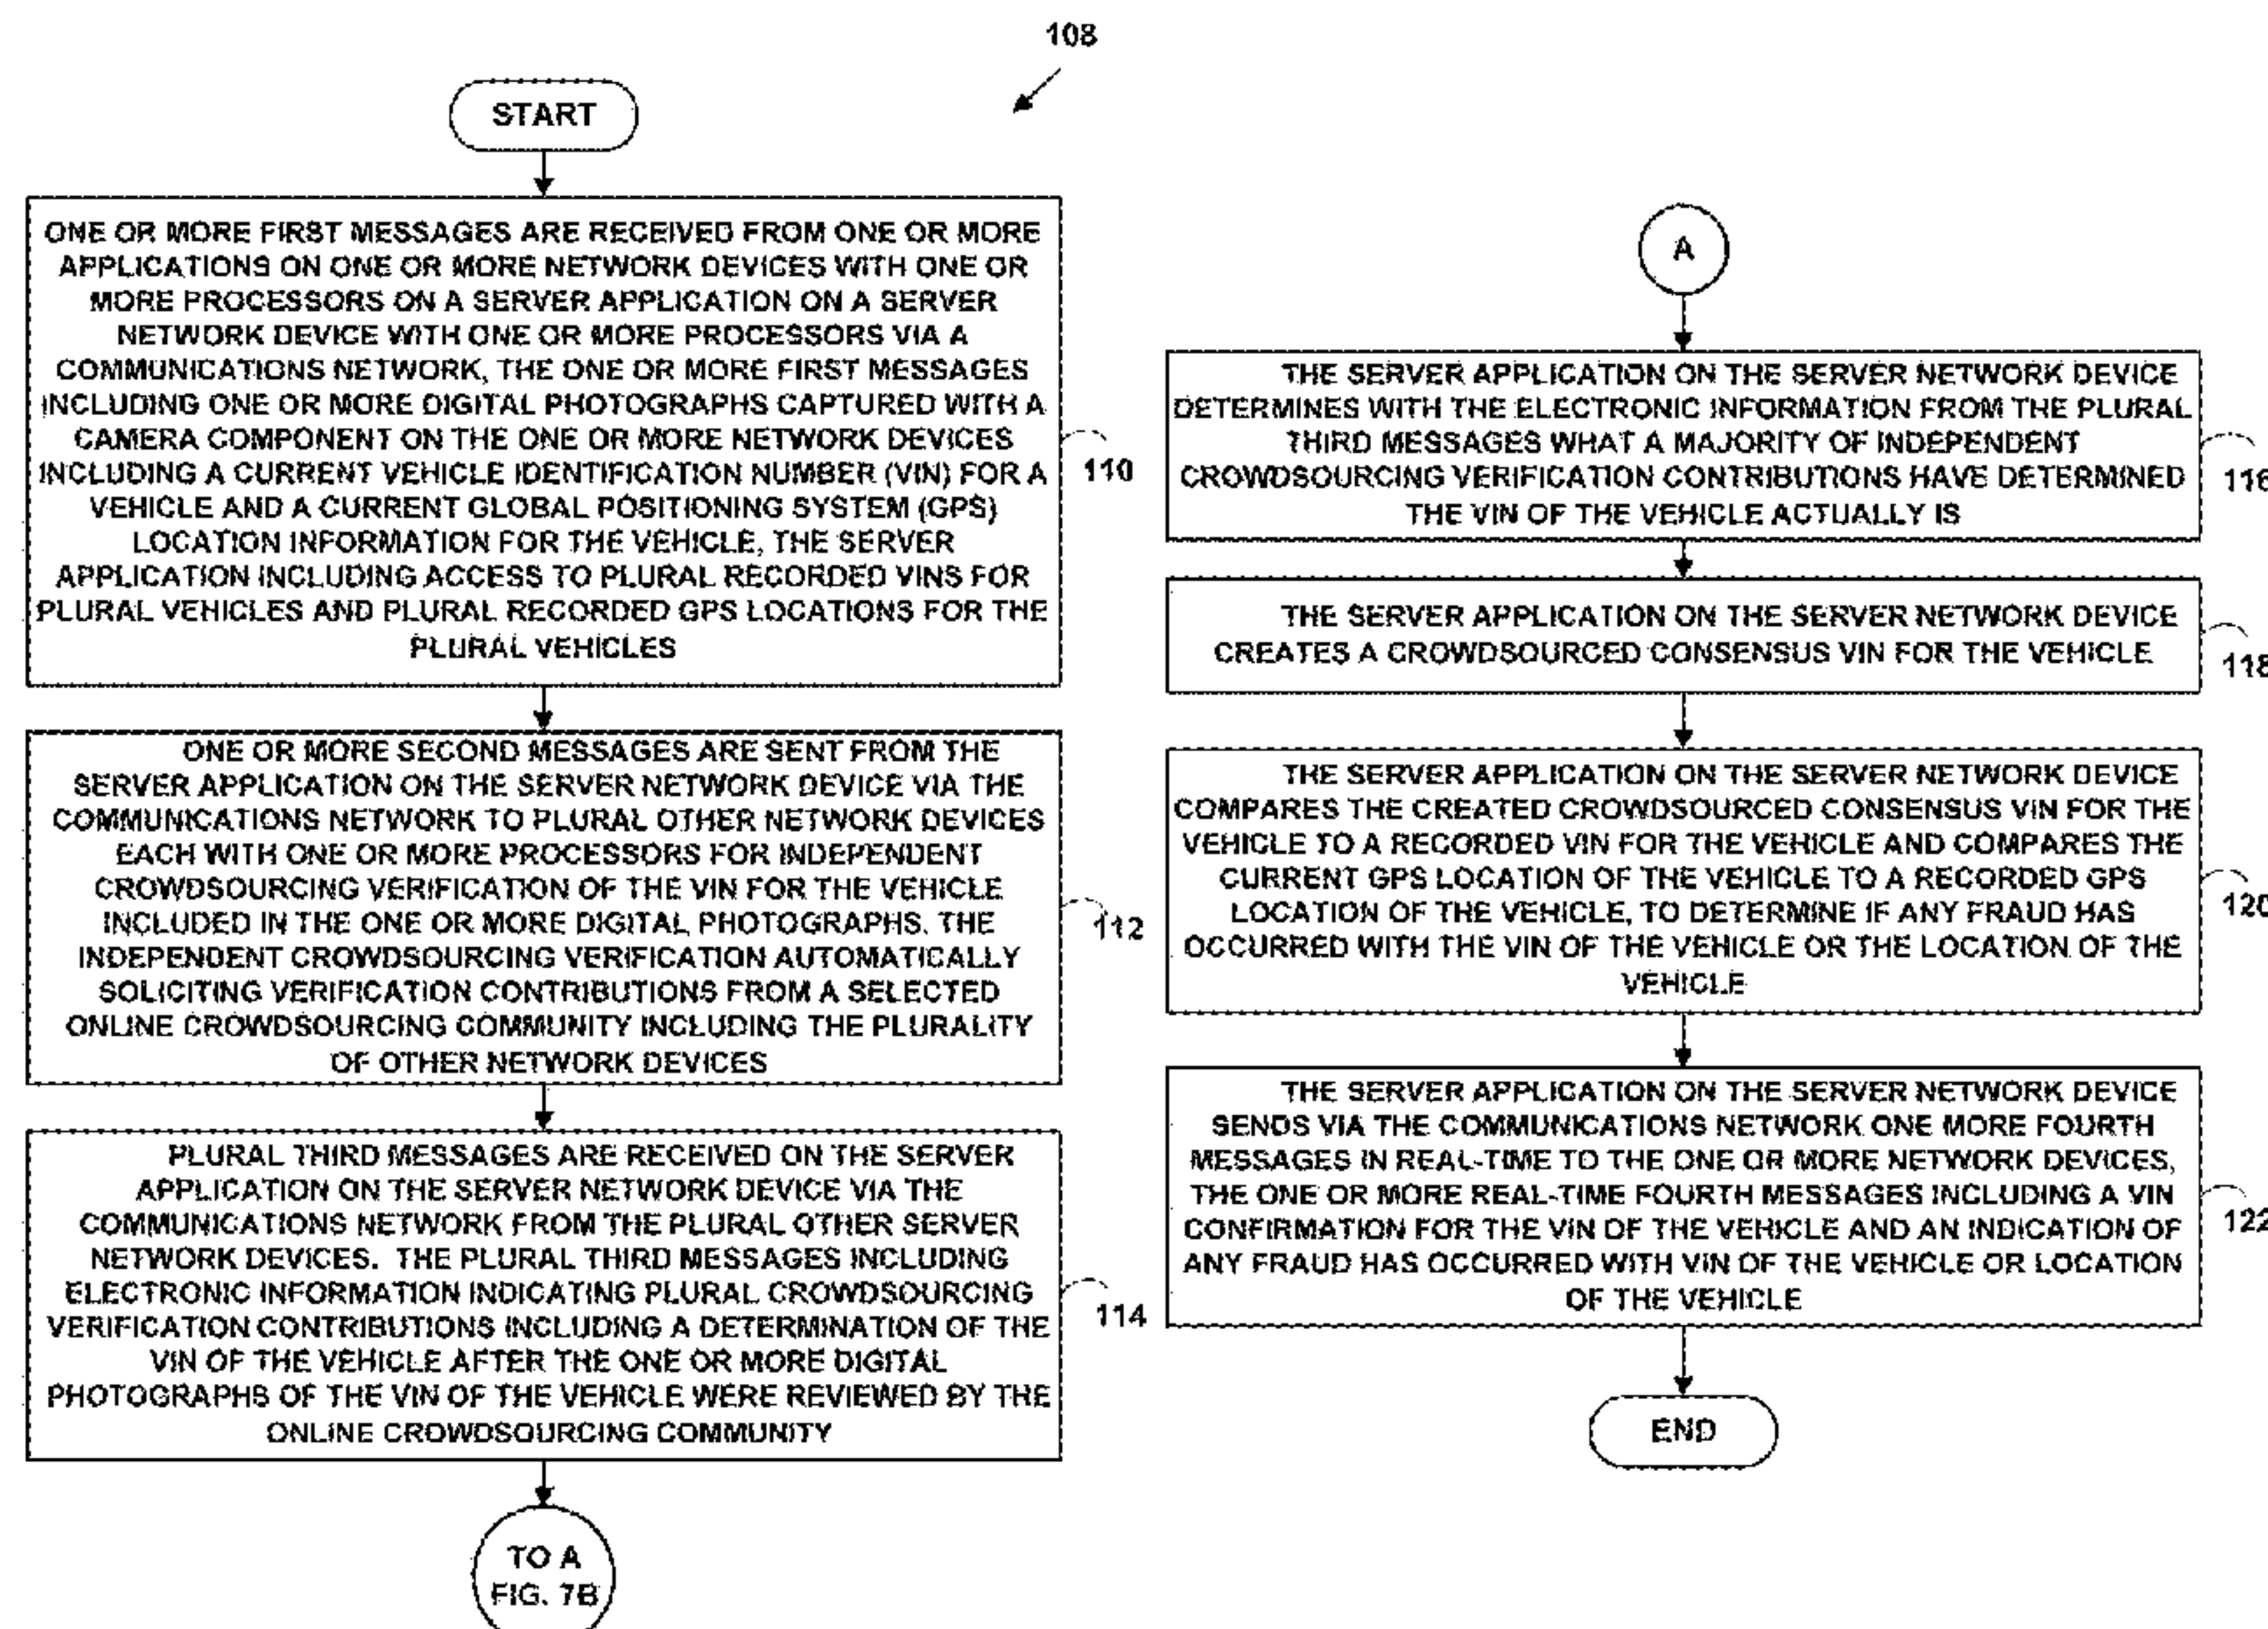 108
START
ONE OR MORE FIRST MESSAGES ARE RECEIVED FROM ONE OR MORE
APPLICATIONS ON ONE OR MORE NETWORK DEVICES WITH ONE OR
MORE PROCESSORS ON A SERVER APPLICATION ON A SERVER
NETWORK DEVICE WITH ONE OR MORE PROCESSORS VIA A
COMMUNICATIONS NETWORK, THE ONE OR MORE FIRST MESSAGES
INCLUDING ONE OR MORE DIGITAL PHOTOGRAPHS CAPTURED WITH A
CAMERA COMPONENT ON THE ONE OR MORE NETWORK DEVICES
INCLUDING A CURRENT VEHICLE IDENTIFICATION NUMBER (VIN) FOR A
VEHICLE AND A CURRENT GLOBAL POSITIONING SYSTEM (GPS)
LOCATION INFORMATION FOR THE VEHICLE, THE SERVER
APPLICATION INCLUDING ACCESS TO PLURAL RECORDED VINS FOR
PLURAL VEHICLES AND PLURAL RECORDED GPS LOCATIONS FOR THE
PLURAL VEHICLES
110
ONE OR MORE SECOND MESSAGES ARE SENT FROM THE
SERVER APPLICATION ON THE SERVER NETWORK DEVICE VIA THE
COMMUNICATIONS NETWORK TO PLURAL OTHER NETWORK DEVICES
EACH WITH ONE OR MORE PROCESSORS FOR INDEPENDENT
CROWDSOURCING VERIFICATION OF THE VIN FOR THE VEHICLE
INCLUDED IN THE ONE OR MORE DIGITAL PHOTOGRAPHS. THE
INDEPENDENT CROWDSOURCING VERIFICATION AUTOMATICALLY
SOLICITING VERIFICATION CONTRIBUTIONS FROM A SELECTED
ONLINE CROWDSOURCING COMMUNITY INCLUDING THE PLURALITY
OF OTHER NETWORK DEVICES
112
PLURAL THIRD MESSAGES ARE RECEIVED ON THE SERVER
APPLICATION ON THE SERVER NETWORK DEVICE VIA THE
COMMUNICATIONS NETWORK FROM THE PLURAL OTHER SERVER
NETWORK DEVICES. THE PLURAL THIRD MESSAGES INCLUDING
ELECTRONIC INFORMATION INDICATING PLURAL CROWDSOURCING
VERIFICATION CONTRIBUTIONS INCLUDING A DETERMINATION OF THE
VIN OF THE VEHICLE AFTER THE ONE OR MORE DIGITAL
PHOTOGRAPHS OF THE VIN OF THE VEHICLE WERE REVIEWED BY THE
ONLINE CROWDSOURCING COMMUNITY
114
TO A
FIG. 7B
A
THE SERVER APPLICATION ON THE SERVER NETWORK DEVICE
DETERMINES WITH THE ELECTRONIC INFORMATION FROM THE PLURAL
THIRD MESSAGES WHAT A MAJORITY OF INDEPENDENT
CROWDSOURCING VERIFICATION CONTRIBUTIONS HAVE DETERMINED
THE VIN OF THE VEHICLE ACTUALLY IS
116
THE SERVER APPLICATION ON THE SERVER NETWORK DEVICE
CREATES A CROWDSOURCED CONSENSUS VIN FOR THE VEHICLE
118
THE SERVER APPLICATION ON THE SERVER NETWORK DEVICE
COMPARES THE CREATED CROWDSOURCED CONSENSUS VIN FOR THE
VEHICLE TO A RECORDED VIN FOR THE VEHICLE AND COMPARES THE
CURRENT GPS LOCATION OF THE VEHICLE TO A RECORDED GPS
LOCATION OF THE VEHICLE, TO DETERMINE IF ANY FRAUD HAS
OCCURRED WITH THE VIN OF THE VEHICLE OR THE LOCATION OF THE
VEHICLE
120
THE SERVER APPLICATION ON THE SERVER NETWORK DEVICE
SENDS VIA THE COMMUNICATIONS NETWORK ONE MORE FOURTH
MESSAGES IN REAL-TIME TO THE ONE OR MORE NETWORK DEVICES,
THE ONE OR MORE REAL-TIME FOURTH MESSAGES INCLUDING A VIN
CONFIRMATION FOR THE VIN OF THE VEHICLE AND AN INDICATION OF
ANY FRAUD HAS OCCURRED WITH VIN OF THE VEHICLE OR LOCATION
OF THE VEHICLE
122
END